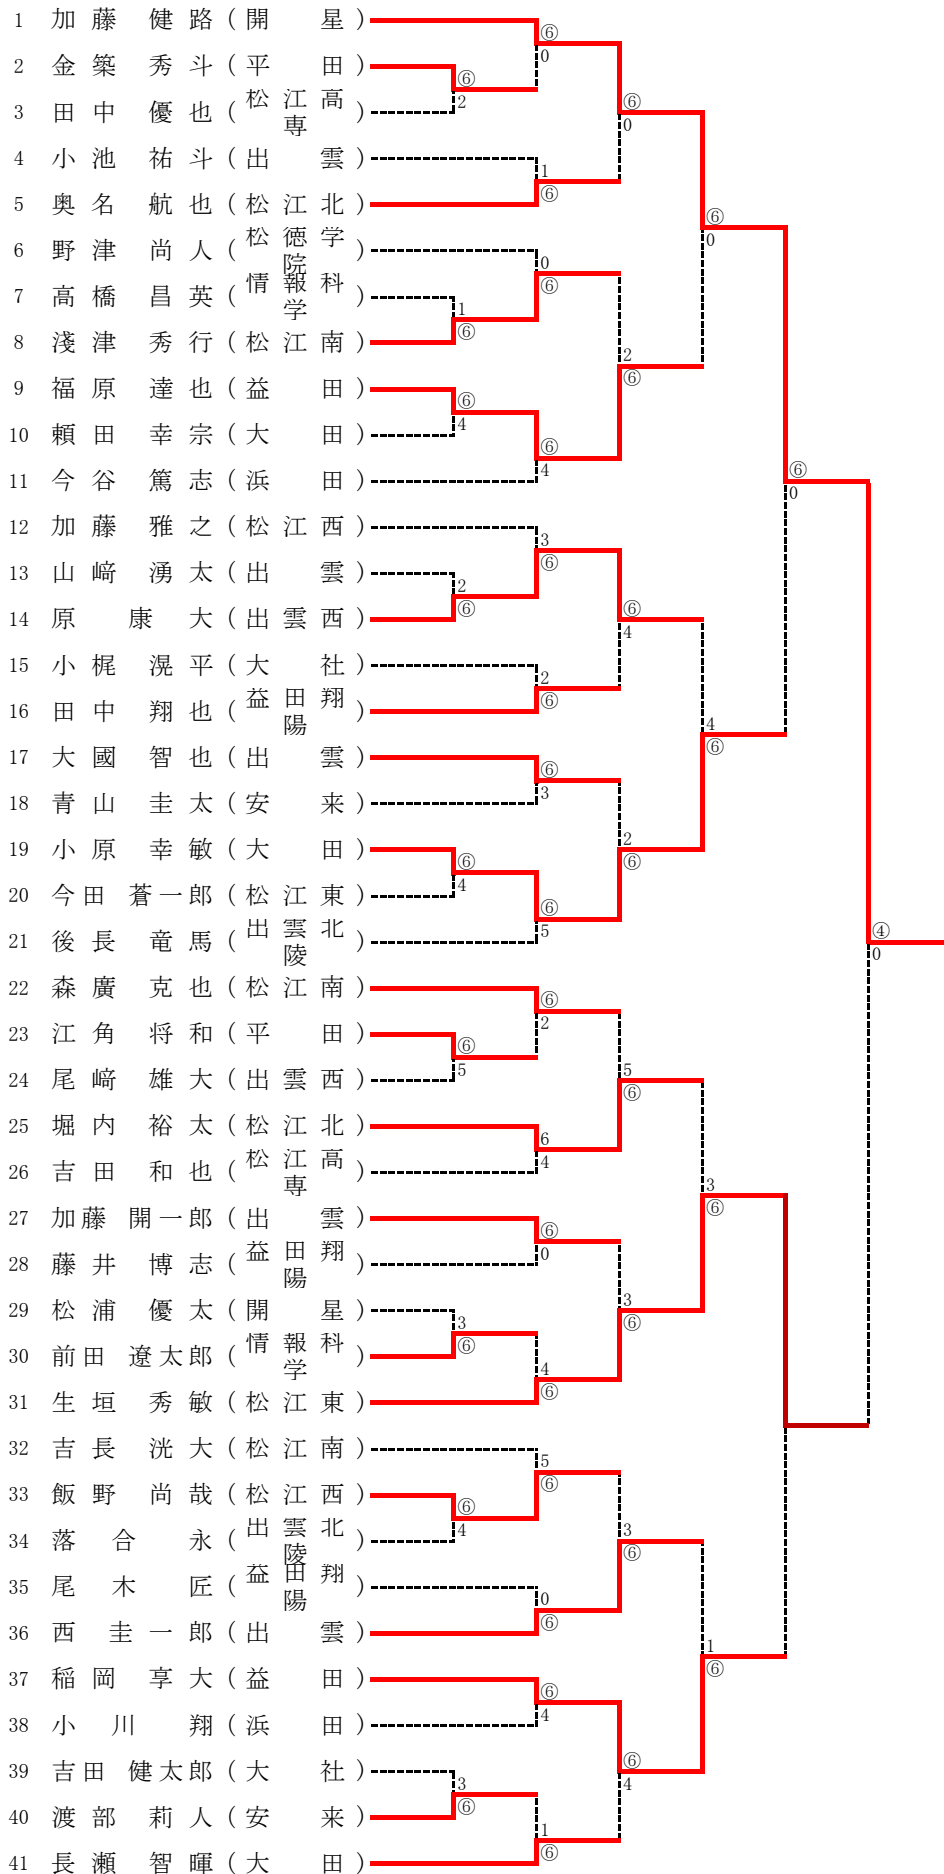 1 加藤 健路 (開星) ⑥
2 金築 秀斗 (平田) ⑥ 0
3 田中 優也 (松江高専) 2 ⑥
4 小池 祐斗 (出雲) 1 0
5 奥名 航也 (松江北) ⑥ ⑥
6 野津 尚人 (松徳学院) 0 0
7 高橋 昌英 (情報科学) 1 ⑥
8 淺津 秀行 (松江南) ⑥ 2
9 福原 達也 (益田) ⑥ ⑥
10 頼田 幸宗 (大田) 4 ⑥
11 今谷 篤志 (浜田) 4 ⑥ 0
12 加藤 雅之 (松江西) 3
13 山﨑 湧太 (出雲) 2 ⑥
14 原 康大 (出雲西) ⑥ ⑥ 4
15 小梶 滉平 (大社) 2
16 田中 翔也 (益田翔陽) ⑥ 4
17 大國 智也 (出雲) ⑥ ⑥
18 青山 圭太 (安来) 3 2
19 小原 幸敏 (大田) ⑥ ⑥
20 今田 蒼一郎 (松江東) 4 ⑥
21 後長 竜馬 (出雲北陵) 5 ④ 0
22 森廣 克也 (松江南) ⑥
23 江角 将和 (平田) ⑥ 2
24 尾﨑 雄大 (出雲西) 5 5 ⑥
25 堀内 裕太 (松江北) 6
26 吉田 和也 (松江高専) 4 3
27 加藤 開一郎 (出雲) ⑥ ⑥
28 藤井 博志 (益田翔陽) 0
29 松浦 優太 (開星) 3 3
30 前田 遼太郎 (情報科学) ⑥ 4 ⑥
31 生垣 秀敏 (松江東) ⑥
32 吉長 洸大 (松江南) 5
33 飯野 尚哉 (松江西) ⑥ ⑥
34 落合 永 (出雲北陵) 4 3
35 尾木 匠 (益田翔陽) 0 ⑥
36 西 圭一郎 (出雲) ⑥ 1
37 稲岡 享大 (益田) ⑥ ⑥
38 小川 翔 (浜田) 4
39 吉田 健太郎 (大社) 3 ⑥
40 渡部 莉人 (安来) ⑥ 1 4
41 長瀬 智暉 (大田) ⑥